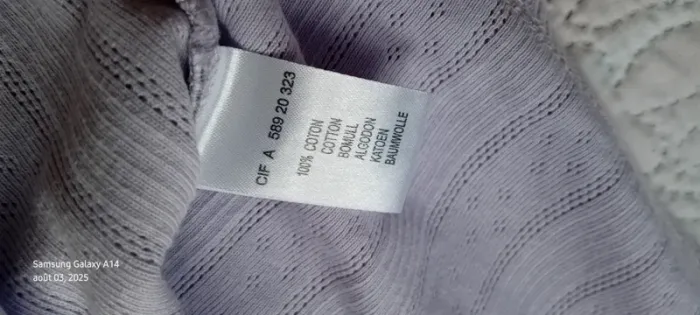 CIF A 589 20 323
100% COTON
COTTON
BOMULL
ALGODON
KATOEN
BAUMWOLLE
Samsung Galaxy A14
août 03, 2025